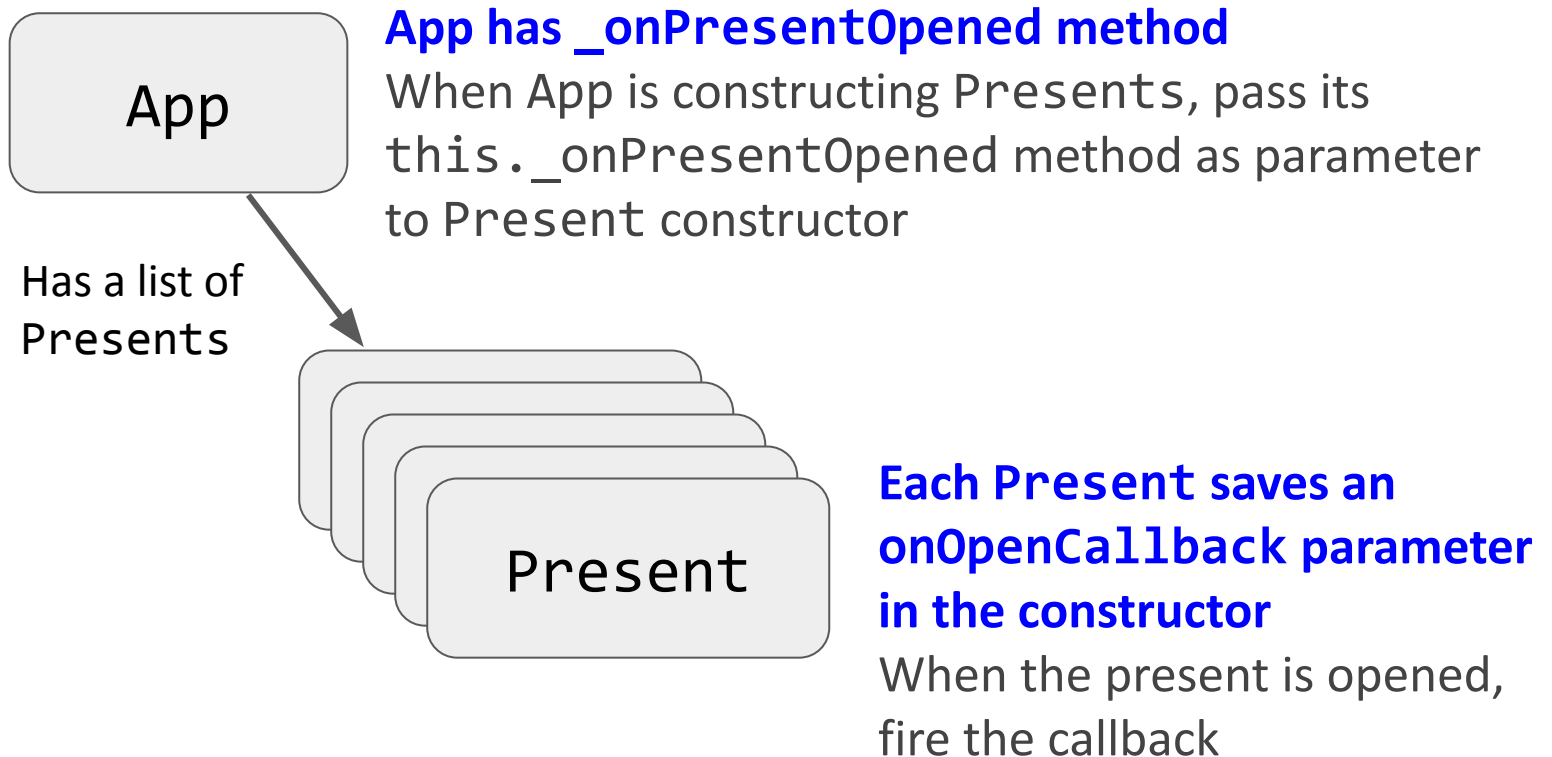 App
App has _onPresentOpened method
When App is constructing Presents, pass its
this._onPresentOpened method as parameter
to Present constructor
Has a list of
Presents
Present
Each Present saves an
onOpenCallback parameter
in the constructor
When the present is opened,
fire the callback